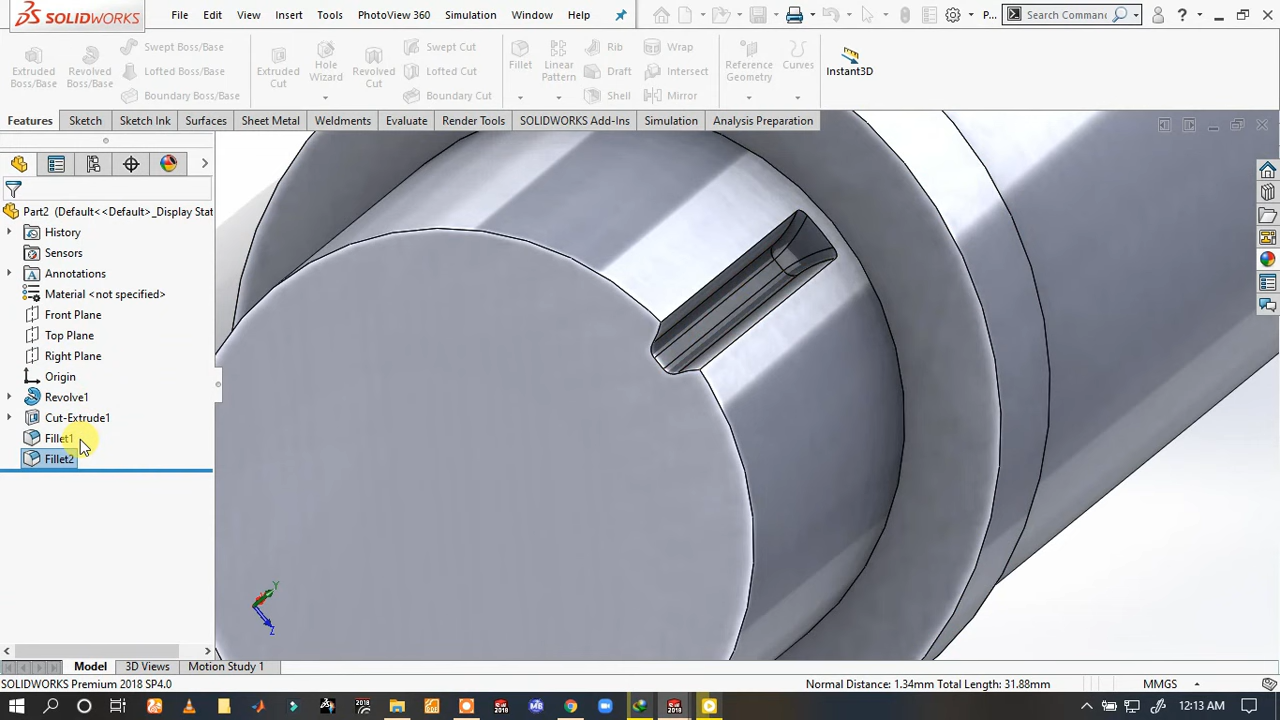 SOLIDWORKS File Edit View Insert Tools PhotoView 360 Simulation Window Help P... Search Command ?
Extruded Boss/Base
Revolved Boss/Base
Swept Boss/Base
Lofted Boss/Base
Boundary Boss/Base
Extruded Cut
Hole Wizard
Revolved Cut
Swept Cut
Lofted Cut
Boundary Cut
Fillet
Linear Pattern
Rib
Draft
Shell
Wrap
Intersect
Mirror
Reference Geometry
Curves
Instant3D
Features Sketch Sketch Ink Surfaces Sheet Metal Weldments Evaluate Render Tools SOLIDWORKS Add-Ins Simulation Analysis Preparation
Part2 (Default<<Default>_Display Stat
History
Sensors
Annotations
Material <not specified>
Front Plane
Top Plane
Right Plane
Origin
Revolve1
Cut-Extrude1
Fillet1
Fillet2
Y
Z
Model 3D Views Motion Study 1
SOLIDWORKS Premium 2018 SP4.0 Normal Distance: 1.34mm Total Length: 31.88mm MMGS
12:13 AM